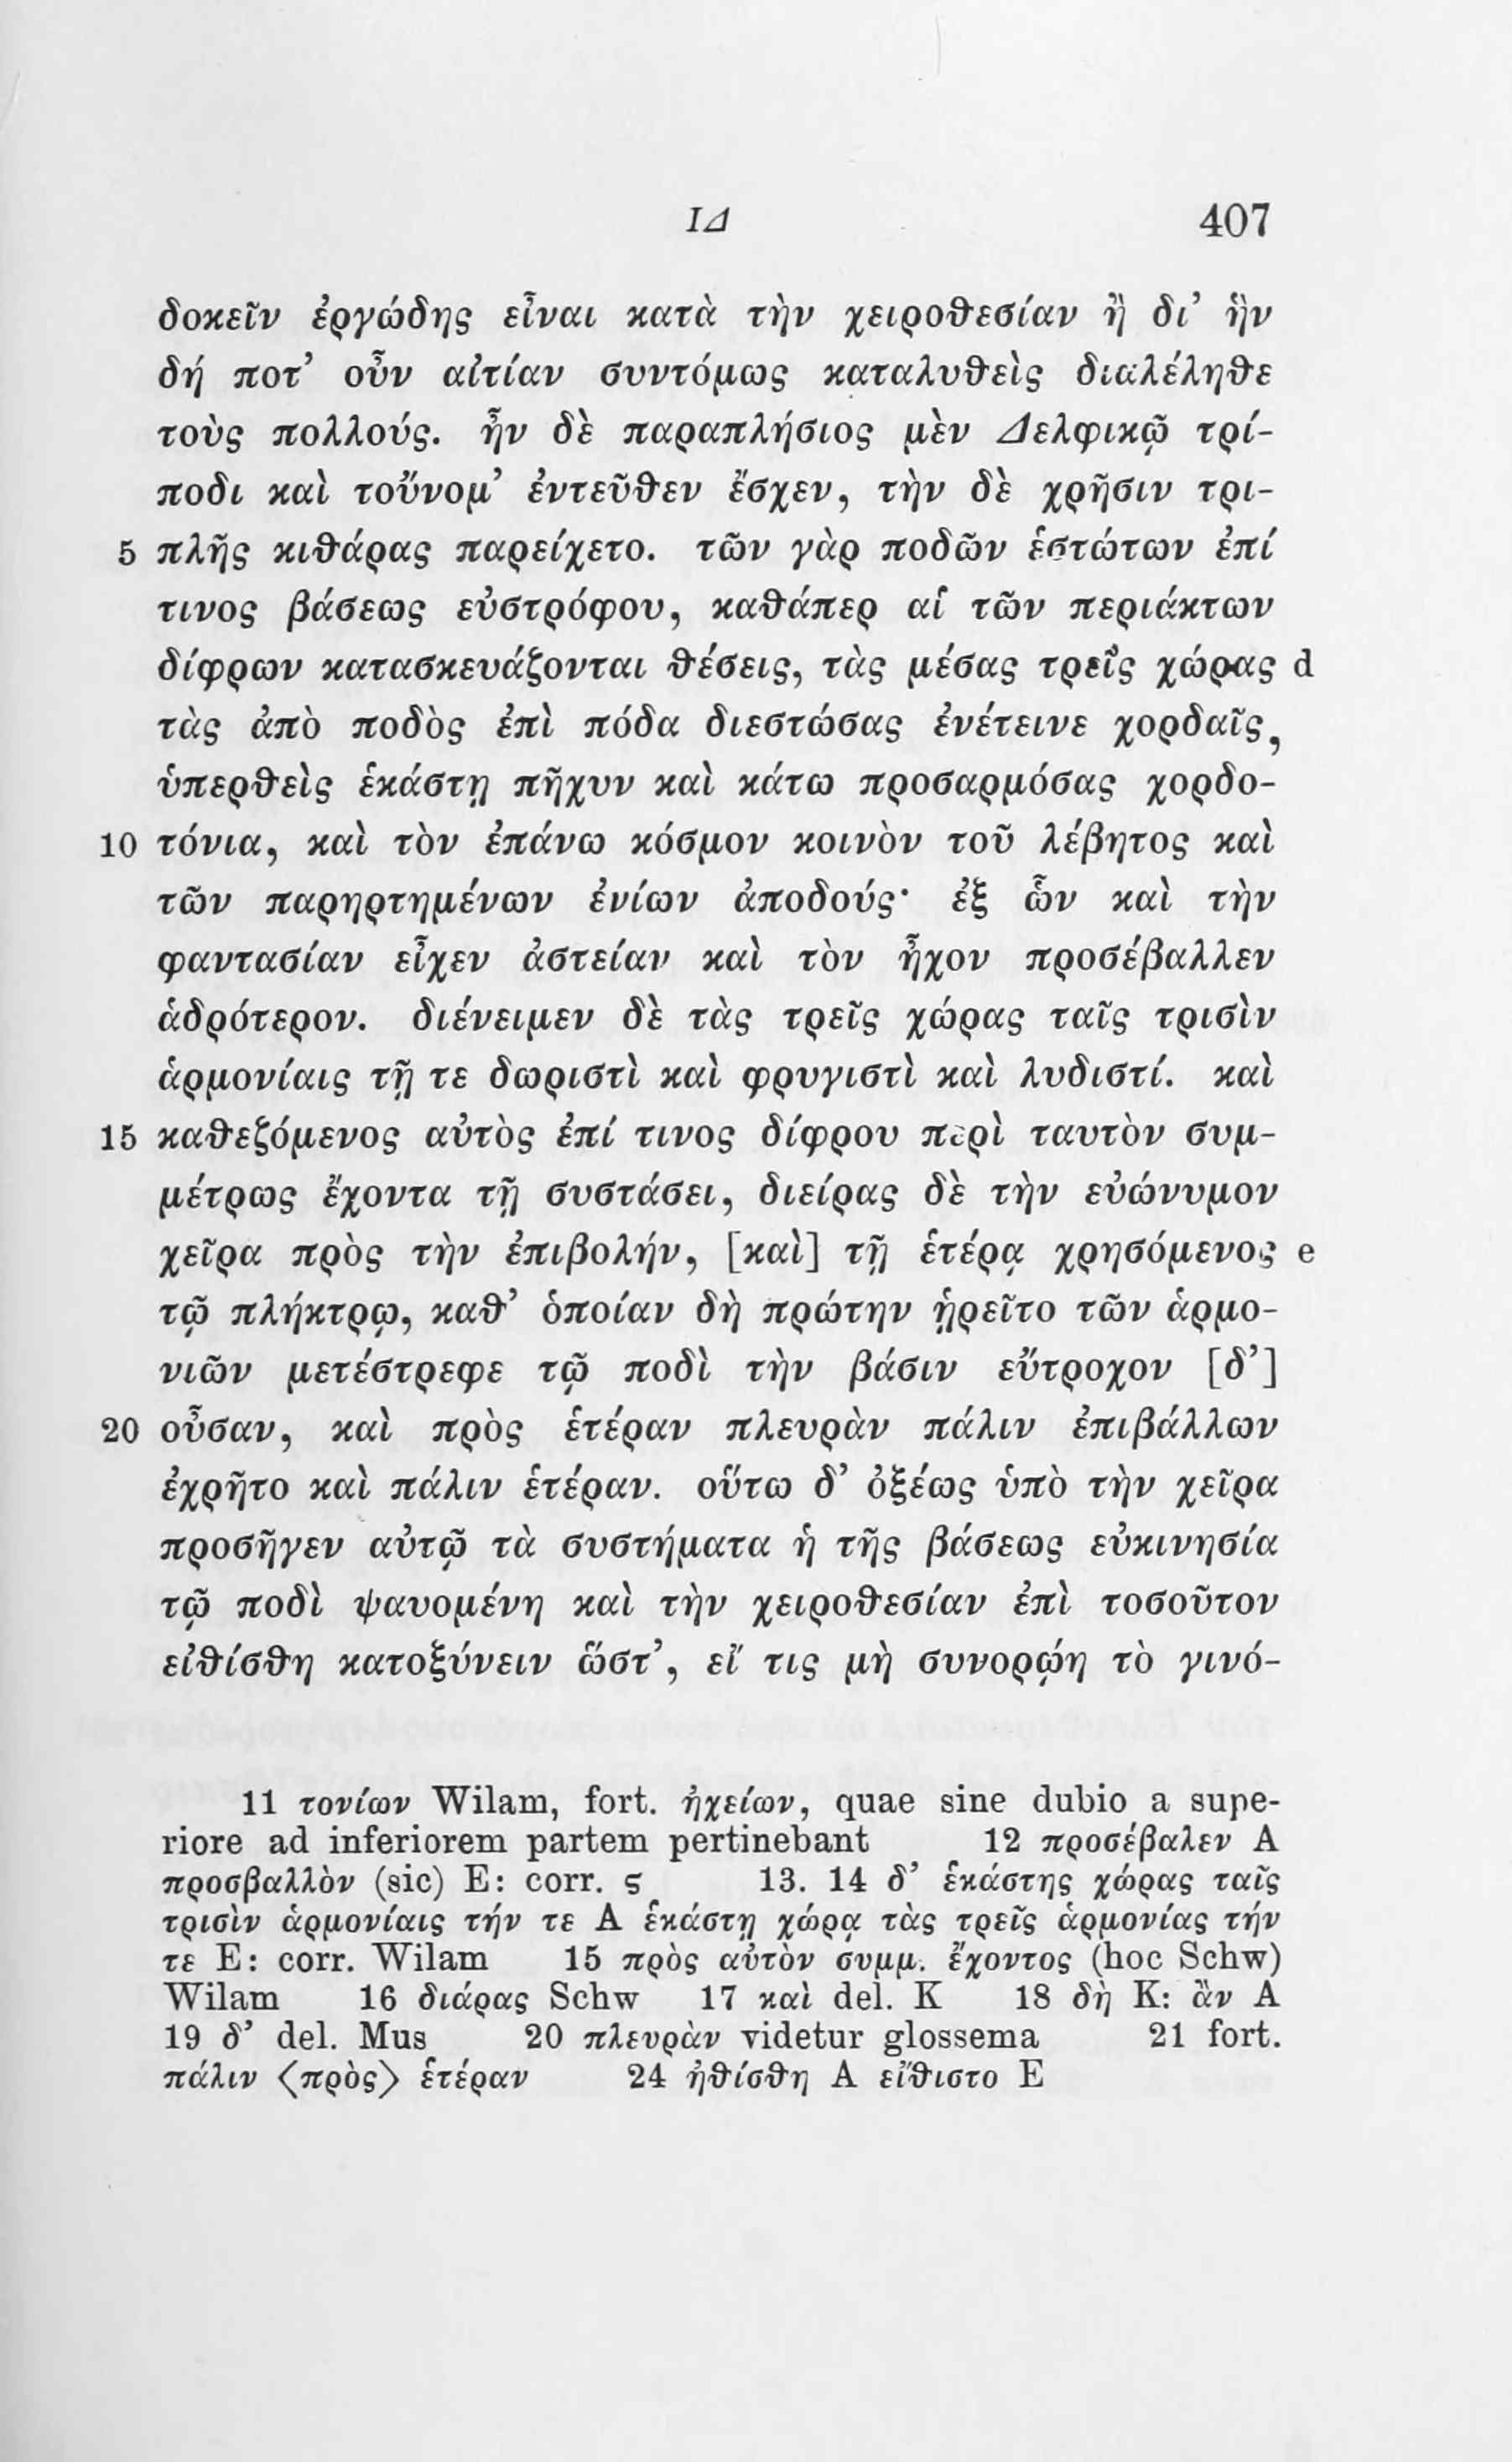 ΙΔ 407
δοκεῖν ἐργώδης εἶναι κατὰ τὴν χειροθεσίαν ἢ δι’ ἣν
δή ποτ’ οὖν αἰτίαν συντόμως καταλυθεὶς διαλέληθε
τοὺς πολλούς. ἦν δὲ παραπλήσιος μὲν Δελφικῷ τρί-
ποδι καὶ τοὔνομ’ ἐντεῦθεν ἔσχεν, τὴν δὲ χρῆσιν τρι-
5 πλῆς κιθάρας παρείχετο. τῶν γὰρ ποδῶν ἑστώτων ἐπί
τινος βάσεως εὐστρόφου, καθάπερ αἱ τῶν περιάκτων
δίφρων κατασκευάζονται θέσεις, τὰς μέσας τρεῖς χώρας d
τὰς ἀπὸ ποδὸς ἐπὶ πόδα διεστώσας ἐνέτεινε χορδαῖς,
ὑπερθεὶς ἑκάστῃ πῆχυν καὶ κάτω προσαρμόσας χορδο-
10 τόνια, καὶ τὸν ἐπάνω κόσμον κοινὸν τοῦ λέβητος καὶ
τῶν παρηρτημένων ἐνίων ἀποδούς· ἐξ ὧν καὶ τὴν
φαντασίαν εἶχεν ἀστείαν καὶ τὸν ἦχον προσέβαλλεν
ἁδρότερον. διένειμεν δὲ τὰς τρεῖς χώρας ταῖς τρισὶν
ἁρμονίαις τῇ τε δωριστὶ καὶ φρυγιστὶ καὶ λυδιστί. καὶ
15 καθεζόμενος αὐτὸς ἐπί τινος δίφρου περὶ ταυτὸν συμ-
μέτρως ἔχοντα τῇ συστάσει, διείρας δὲ τὴν εὐώνυμον
χεῖρα πρὸς τὴν ἐπιβολήν, [καὶ] τῇ ἑτέρᾳ χρησόμενος e
τῷ πλήκτρῳ, καθ’ ὁποίαν δὴ πρώτην ᾑρεῖτο τῶν ἁρμο-
νιῶν μετέστρεφε τῷ ποδὶ τὴν βάσιν εὔτροχον [δ’]
20 οὖσαν, καὶ πρὸς ἑτέραν πλευρὰν πάλιν ἐπιβάλλων
ἐχρῆτο καὶ πάλιν ἑτέραν. οὕτω δ’ ὀξέως ὑπὸ τὴν χεῖρα
προσῆγεν αὐτῷ τὰ συστήματα ἡ τῆς βάσεως εὐκινησία
τῷ ποδὶ ψαυομένη καὶ τὴν χειροθεσίαν ἐπὶ τοσοῦτον
εἰθίσθη κατοξύνειν ὥστ’, εἴ τις μὴ συνορῴη τὸ γινό-
11 τονίων Wilam, fort. ἠχείων, quae sine dubio a supe-
riore ad inferiorem partem pertinebant 12 προσέβαλεν A
προσβαλλὸν (sic) E: corr. ϛ 13. 14 δ’ ἑκάστης χώρας ταῖς
τρισὶν ἁρμονίαις τήν τε A ἑκάστῃ χώρᾳ τὰς τρεῖς ἁρμονίας τήν
τε E: corr. Wilam 15 πρὸς αὐτὸν συμμ. ἔχοντος (hoc Schw)
Wilam 16 διάρας Schw 17 καὶ del. K 18 δὴ K: ἂν A
19 δ’ del. Mus 20 πλευρὰν videtur glossema 21 fort.
πάλιν ⟨πρὸς⟩ ἑτέραν 24 ἠθίσθη A εἴθιστο E